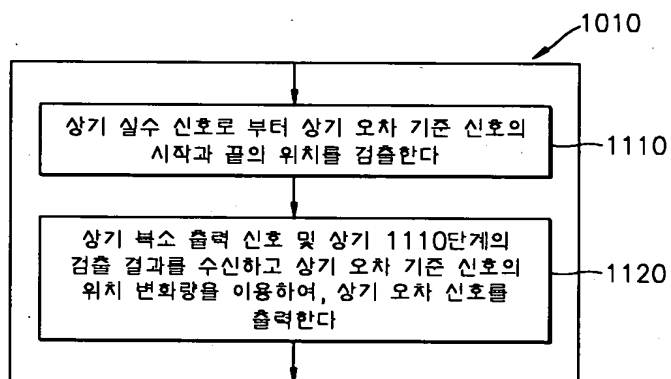 1010
상기 실수 신호로 부터 상기 오차 기준 신호의
시작과 끝의 위치를 검출한다
1110
상기 복소 출력 신호 및 상기 1110단계의
검출 결과를 수신하고 상기 오차 기준 신호의
위치 변화량을 이용하여, 상기 오차 신호를
출력한다
1120